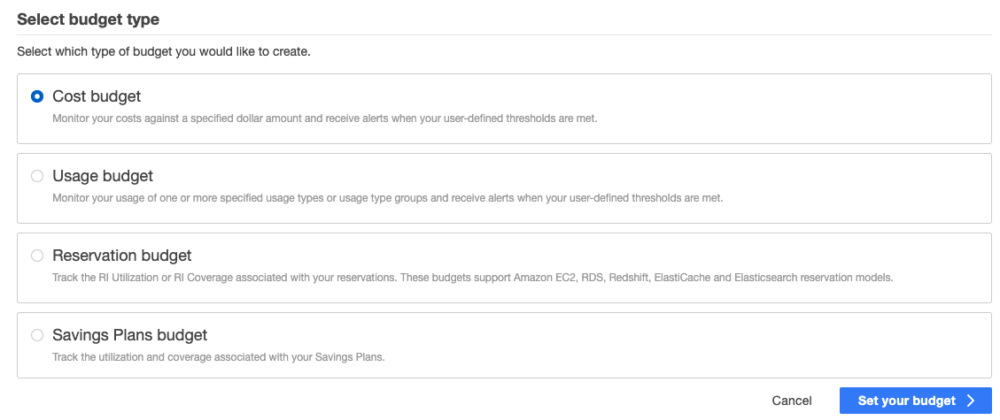 Select budget type
Select which type of budget you would like to create.
Cost budget
Monitor your costs against a specified dollar amount and receive alerts when your user-defined thresholds are met.
Usage budget
Monitor your usage of one or more specified usage types or usage type groups and receive alerts when your user-defined thresholds are met.
Reservation budget
Track the RI Utilization or RI Coverage associated with your reservations. These budgets support Amazon EC2, RDS, Redshift, ElastiCache and Elasticsearch reservation models.
Savings Plans budget
Track the utilization and coverage associated with your Savings Plans.
Cancel Set your budget